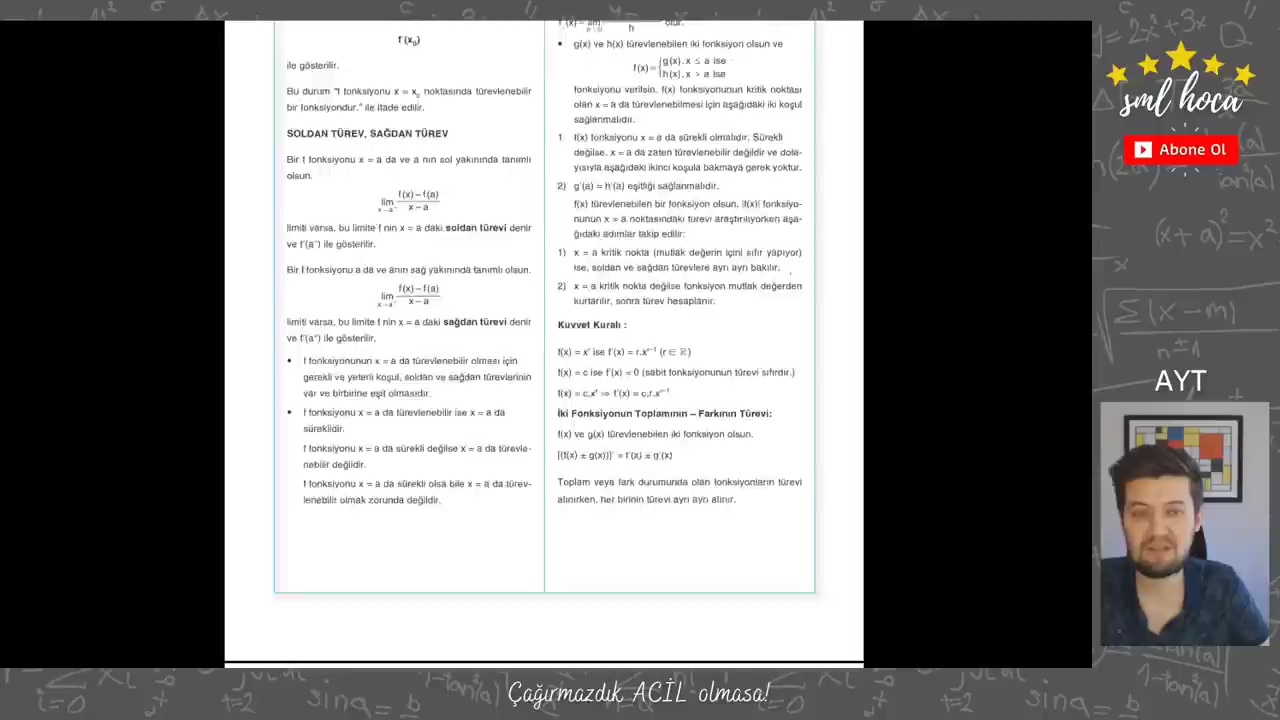 f'(x₀)
ile gösterilir.
Bu durum "f fonksiyonu x = x₀ noktasında türevlenebilir
bir fonksiyondur." ile ifade edilir.
SOLDAN TÜREV, SAĞDAN TÜREV
Bir f fonksiyonu x = a da ve a nın sol yakınında tanımlı
olsun.
lim x→a⁻ f(x) – f(a) / x – a
limiti varsa, bu limite f nin x = a daki soldan türevi denir
ve f'(a⁻) ile gösterilir.
Bir f fonksiyonu a da ve anın sağ yakınında tanımlı olsun.
lim x→a⁺ f(x) – f(a) / x – a
limiti varsa, bu limite f nin x = a daki sağdan türevi denir
ve f'(a⁺) ile gösterilir.
• f fonksiyonunun x = a da türevlenebilir olması için
gerekli ve yeterli koşul, soldan ve sağdan türevlerinin
var ve birbirine eşit olmasıdır.
• f fonksiyonu x = a da türevlenebilir ise x = a da
süreklidir.
f fonksiyonu x = a da sürekli değilse x = a da türevle-
nebilir değildir.
f fonksiyonu x = a da sürekli olsa bile x = a da türev-
lenebilir olmak zorunda değildir.
f'(x) = lim h olur.
• g(x) ve h(x) türevlenebilen iki fonksiyon olsun ve
f(x) = { g(x), x ≤ a ise
h(x), x > a ise
fonksiyonu verilsin. f(x) fonksiyonunun kritik noktası
olan x = a da türevlenebilmesi için aşağıdaki iki koşul
sağlanmalıdır.
1. f(x) fonksiyonu x = a da sürekli olmalıdır. Sürekli
değilse, x = a da zaten türevlenebilir değildir ve dola-
yısıyla aşağıdaki ikinci koşula bakmaya gerek yoktur.
2) g'(a) = h'(a) eşitliği sağlanmalıdır.
f(x) türevlenebilen bir fonksiyon olsun. |f(x)| fonksiyo-
nunun x = a noktasındaki türevi araştırılıyorken aşa-
ğıdaki adımlar takip edilir:
1) x = a kritik nokta (mutlak değerin içini sıfır yapıyor)
ise, soldan ve sağdan türevlere ayrı ayrı bakılır.
2) x = a kritik nokta değilse fonksiyon mutlak değerden
kurtarılır, sonra türev hesaplanır.
Kuvvet Kuralı :
f(x) = xʳ ise f'(x) = r.xʳ⁻¹ (r ∈ ℝ)
f(x) = c ise f'(x) = 0 (sabit fonksiyonunun türevi sıfırdır.)
f(x) = c.xʳ ⇒ f'(x) = c.r.xʳ⁻¹
İki Fonksiyonun Toplamının – Farkının Türevi:
f(x) ve g(x) türevlenebilen iki fonksiyon olsun.
[(f(x) ± g(x))]' = f'(x) ± g'(x)
Toplam veya fark durumunda olan fonksiyonların türevi
alınırken, her birinin türevi ayrı ayrı alınır.
sml hoca
Abone Ol
(x + a)² = x²
Σ(x – m)
n ± 1
AYT
Çağırmazdık ACİL olmasa!
i=0
t=2
sina = b